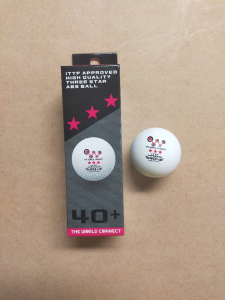 ITTF APPROVED
HIGH QUALITY
THREE STAR
ABS BALL
40+
THE WORLD CONNECT